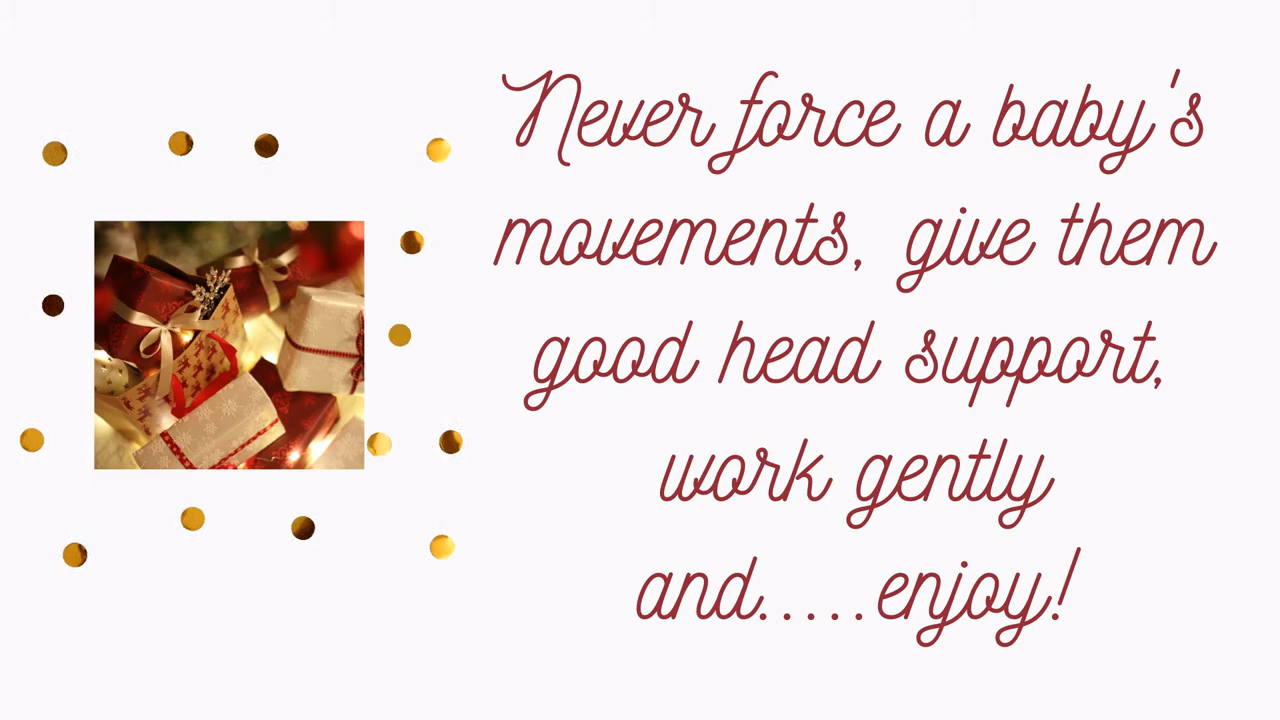 Never force a baby's
movements, give them
good head support,
work gently
and.....enjoy!